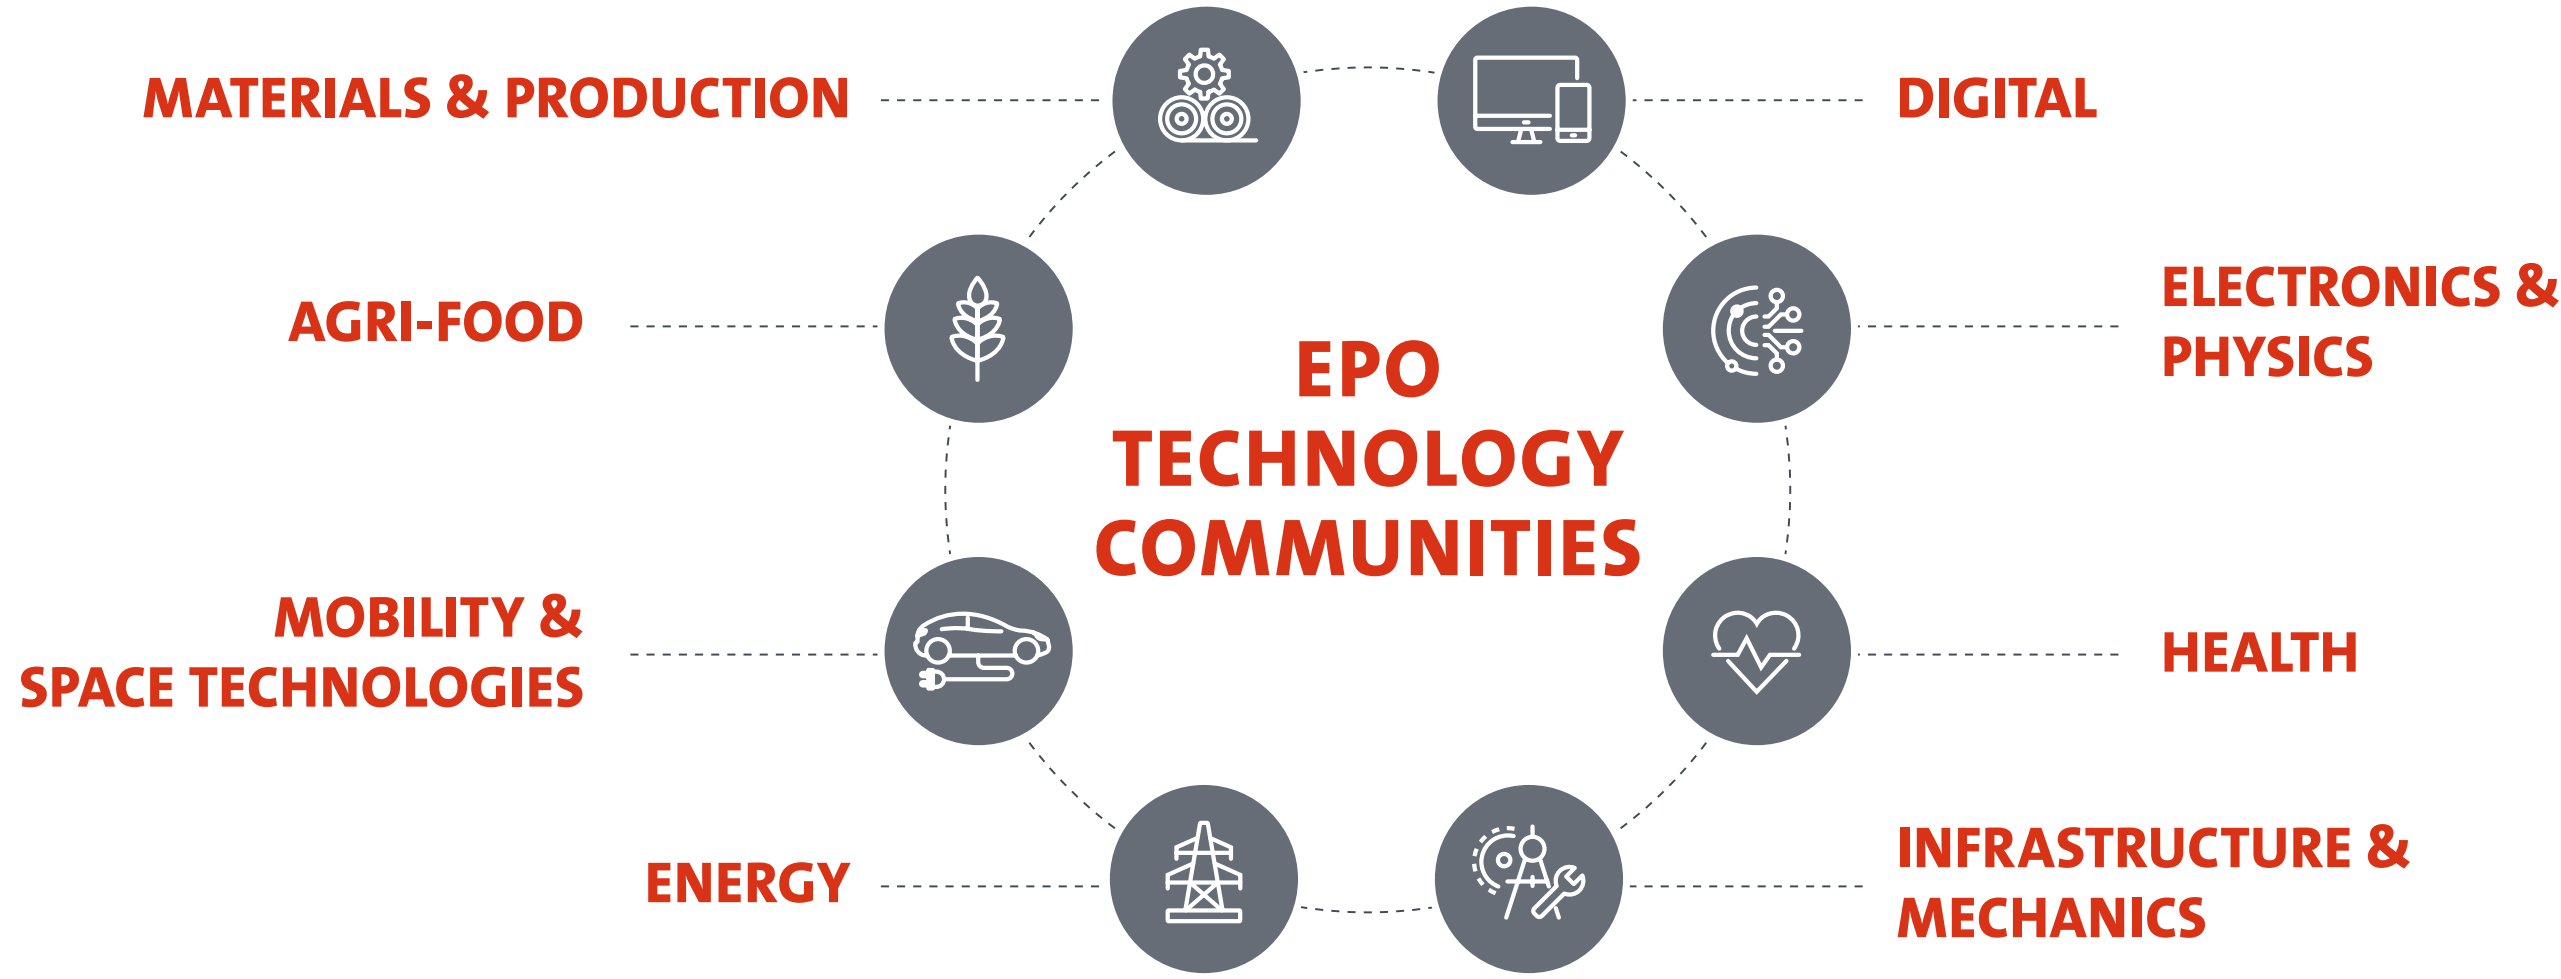 MATERIALS & PRODUCTION
DIGITAL
AGRI-FOOD
ELECTRONICS &
PHYSICS
EPO
TECHNOLOGY
COMMUNITIES
MOBILITY &
SPACE TECHNOLOGIES
HEALTH
ENERGY
INFRASTRUCTURE &
MECHANICS